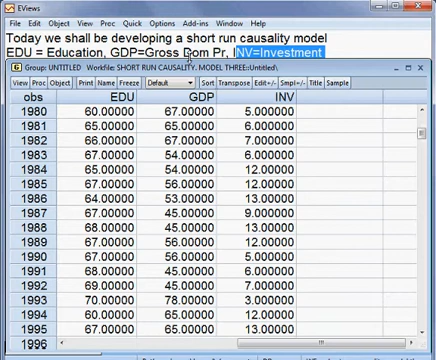 EViews
File Edit Object View Proc Quick Options Add-ins Window Help
Today we shall be developing a short run causality model
EDU = Education, GDP=Gross Dom Pr, INV=Investment
Group: UNTITLED Workfile: SHORT RUN CAUSALITY. MODEL THREE::Untitled\
View Proc Object Print Name Freeze Default Sort Transpose Edit+/- Smpl+/- Title Sample
obs EDU GDP INV
1980 60.00000 67.00000 5.000000
1981 65.00000 65.00000 6.000000
1982 66.00000 67.00000 7.000000
1983 67.00000 54.00000 6.000000
1984 65.00000 54.00000 12.00000
1985 67.00000 56.00000 12.00000
1986 64.00000 53.00000 13.00000
1987 67.00000 45.00000 9.000000
1988 68.00000 45.00000 13.00000
1989 67.00000 56.00000 13.00000
1990 67.00000 56.00000 12.00000
1991 68.00000 45.00000 6.000000
1992 69.00000 45.00000 7.000000
1993 70.00000 78.00000 3.000000
1995 67.00000 65.00000 13.00000
1996